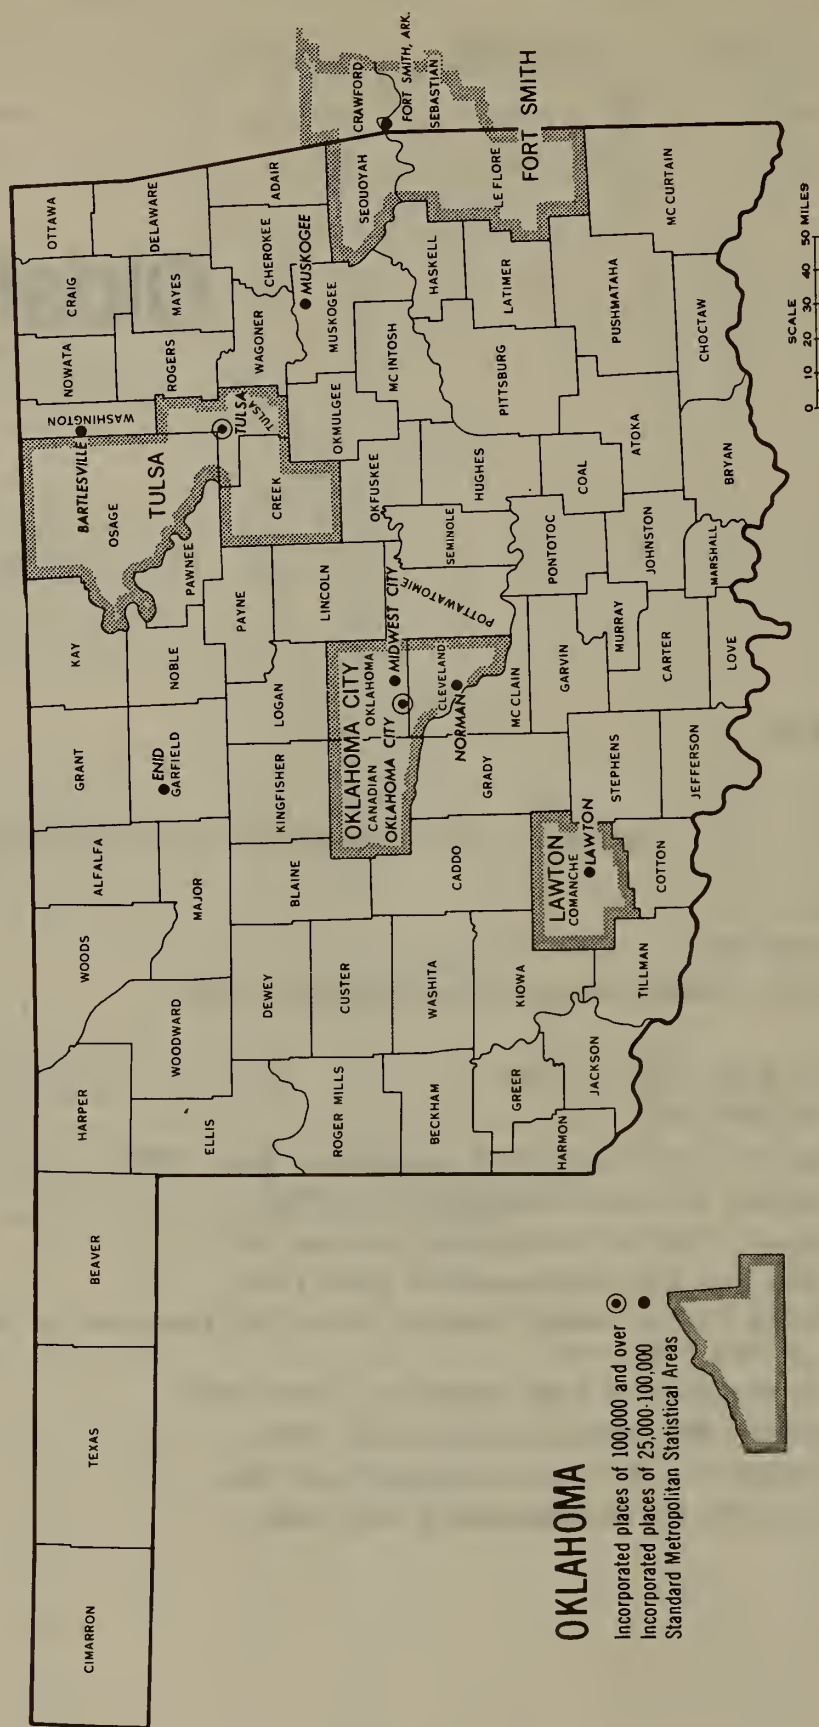 CIMARRON
TEXAS
BEAVER
HARPER
WOODS
ALFALFA
GRANT
KAY
OSAGE
BARTLESVILLE
WASHINGTON
NOWATA
CRAIG
OTTAWA
ELLIS
WOODWARD
MAJOR
ENID
GARFIELD
NOBLE
PAWNEE
TULSA
TULSA
TULSA
ROGERS
MAYES
DELAWARE
ROGER MILLS
DEWEY
BLAINE
KINGFISHER
LOGAN
PAYNE
CREEK
WAGONER
CHEROKEE
ADAIR
CUSTER
OKLAHOMA CITY
CANADIAN
OKLAHOMA
OKLAHOMA CITY
MIDWEST CITY
LINCOLN
OKFUSKEE
OKMULGEE
MUSKOGEE
MUSKOGEE
SEQUOYAH
CRAWFORD
FORT SMITH, ARK.
SEBASTIAN
BECKHAM
WASHITA
CADDO
GRADY
CLEVELAND
NORMAN
MC CLAIN
POTTAWATOMIE
SEMINOLE
HUGHES
MC INTOSH
HASKELL
LE FLORE
FORT SMITH
HARMON
GREER
KIOWA
LAWTON
COMANCHE
LAWTON
STEPHENS
GARVIN
MURRAY
PONTOTOC
COAL
PITTSBURG
LATIMER
JACKSON
TILLMAN
COTTON
JEFFERSON
CARTER
LOVE
JOHNSTON
MARSHALL
ATOKA
BRYAN
PUSHMATAHA
CHOCTAW
MC CURTAIN
OKLAHOMA
Incorporated places of 100,000 and over
Incorporated places of 25,000-100,000
Standard Metropolitan Statistical Areas
SCALE
0 10 20 30 40 50 MILES